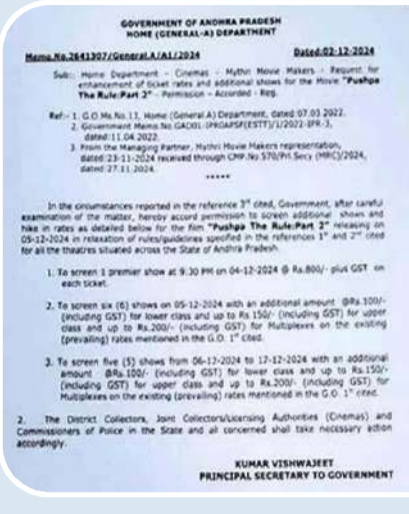 GOVERNMENT OF ANDHRA PRADESH
HOME (GENERAL-A) DEPARTMENT
Memo.No.2641307/General.A/A1/2024 Dated:02-12-2024
Sub:- Home Department - Cinemas - Mythri Movie Makers - Request for
enhancement of ticket rates and additional shows for the Movie "Pushpa
The Rule:Part 2" - Permission - Accorded - Reg.
Ref:- 1. G.O.Ms.No.13, Home (General.A) Department, dated:07.03.2022.
2. Government Memo.No.GAD01-IPR0APSF(ESTT)/1/2022-IPR-3,
dated:11.04.2022.
3. From the Managing Partner, Mythri Movie Makers representation,
dated:23-11-2024 received through CMP.No.570/Prl.Secy (MRC)/2024,
dated:27.11.2024.
*****
In the circumstances reported in the reference 3rd cited, Government, after careful
examination of the matter, hereby accord permission to screen additional shows and
hike in rates as detailed below for the film "Pushpa The Rule:Part 2" releasing on
05-12-2024 in relaxation of rules/guidelines specified in the references 1st and 2nd cited
for all the theatres situated across the State of Andhra Pradesh.
1. To screen 1 premier show at 9.30 PM on 04-12-2024 @ Rs.800/- plus GST on
each ticket.
2. To screen six (6) shows on 05-12-2024 with an additional amount @Rs.100/-
(including GST) for lower class and up to Rs.150/- (including GST) for upper
class and up to Rs.200/- (including GST) for Multiplexes on the existing
(prevailing) rates mentioned in the G.O. 1st cited.
3. To screen five (5) shows from 06-12-2024 to 17-12-2024 with an additional
amount @Rs.100/- (including GST) for lower class and up to Rs.150/-
(including GST) for upper class and up to Rs.200/- (including GST) for
Multiplexes on the existing (prevailing) rates mentioned in the G.O. 1st cited.
2. The District Collectors, Joint Collectors/Licensing Authorities (Cinemas) and
Commissioners of Police in the State and all concerned shall take necessary action
accordingly.
KUMAR VISHWAJEET
PRINCIPAL SECRETARY TO GOVERNMENT